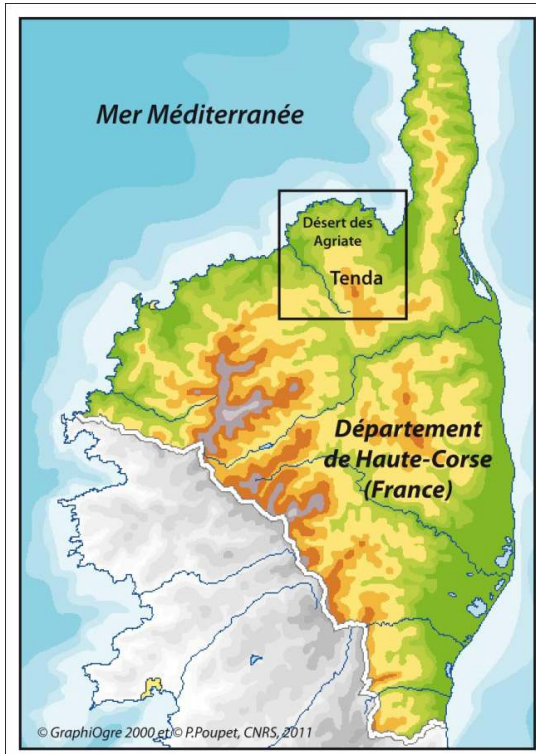 Mer Méditerranée
Désert des
Agriate
Tenda
Département
de Haute-Corse
(France)
© GraphiOgre 2000 et © P.Poupet, CNRS, 2011